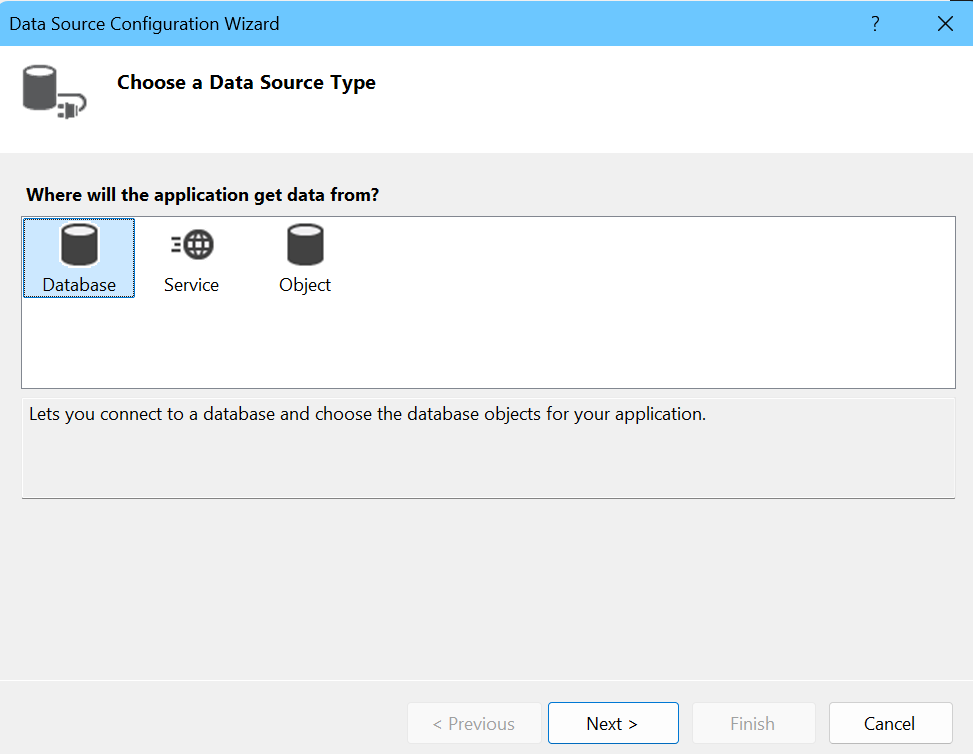 Data Source Configuration Wizard ?
Choose a Data Source Type
Where will the application get data from?
Database Service Object
Lets you connect to a database and choose the database objects for your application.
< Previous Next > Finish Cancel